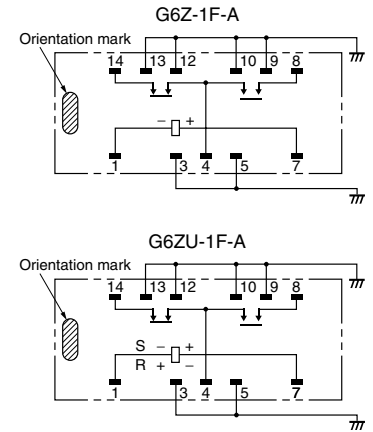 G6Z-1F-A
Orientation mark
14 13 12 10 9 8
− +
1 3 4 5 7
G6ZU-1F-A
Orientation mark
14 13 12 10 9 8
S − +
R + −
1 3 4 5 7